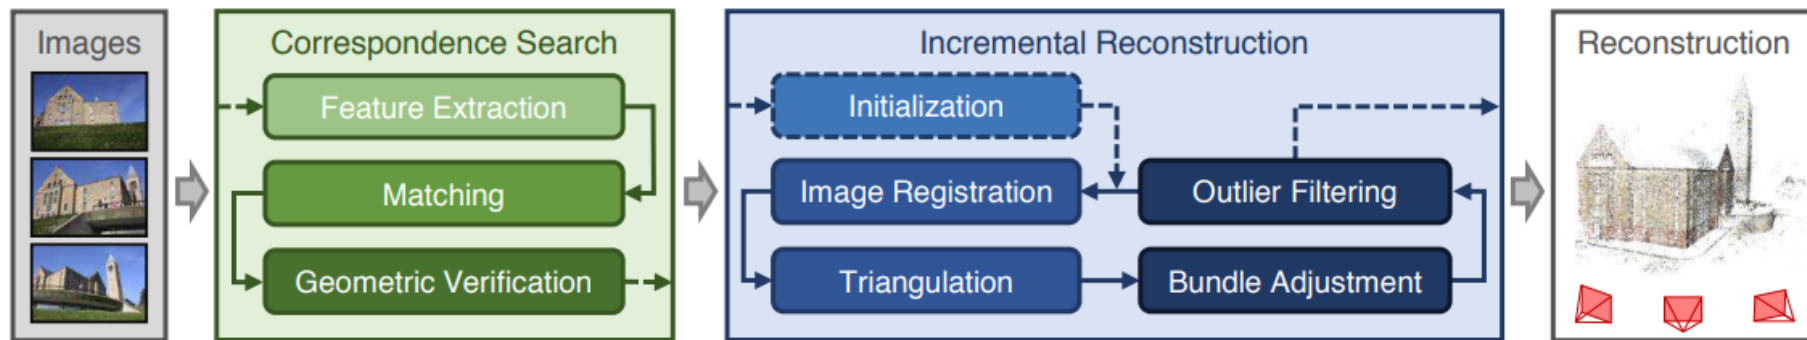 Images
Correspondence Search
Feature Extraction
Matching
Geometric Verification
Incremental Reconstruction
Initialization
Image Registration
Outlier Filtering
Triangulation
Bundle Adjustment
Reconstruction